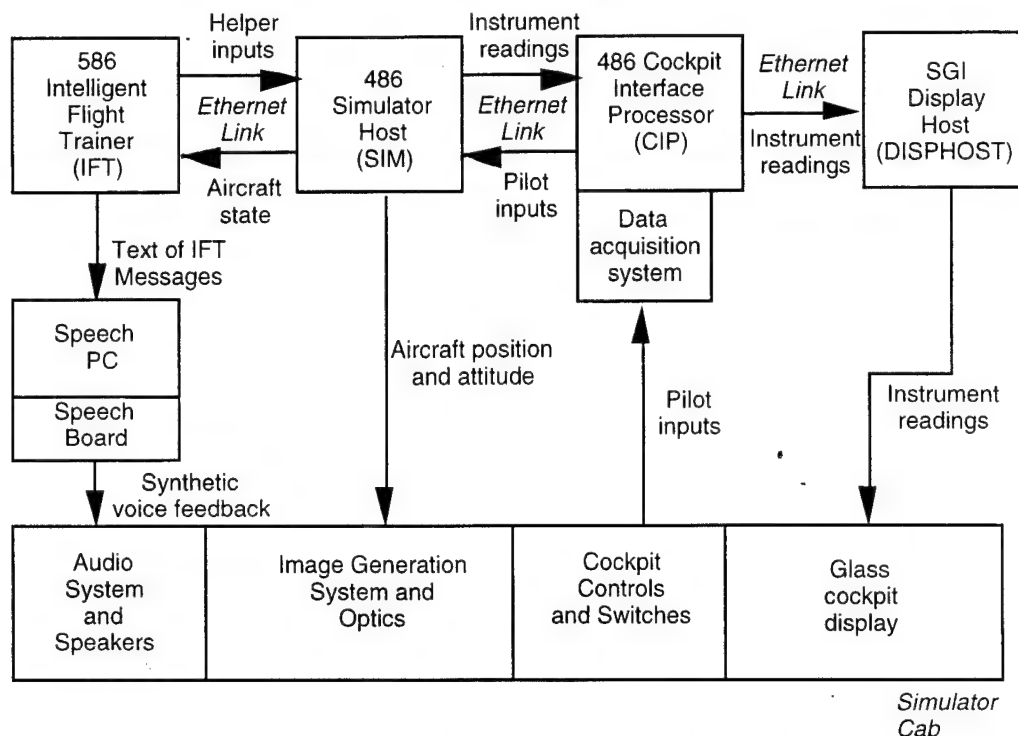 Helper
inputs
Instrument
readings
586
Intelligent
Flight
Trainer
(IFT)
Ethernet
Link
Aircraft
state
486
Simulator
Host
(SIM)
Ethernet
Link
Pilot
inputs
486 Cockpit
Interface
Processor
(CIP)
Data
acquisition
system
Ethernet
Link
Instrument
readings
SGI
Display
Host
(DISPHOST)
Text of IFT
Messages
Speech
PC
Speech
Board
Aircraft position
and attitude
Pilot
inputs
Instrument
readings
Synthetic
voice feedback
Audio
System
and
Speakers
Image Generation
System and
Optics
Cockpit
Controls
and Switches
Glass
cockpit
display
Simulator
Cab